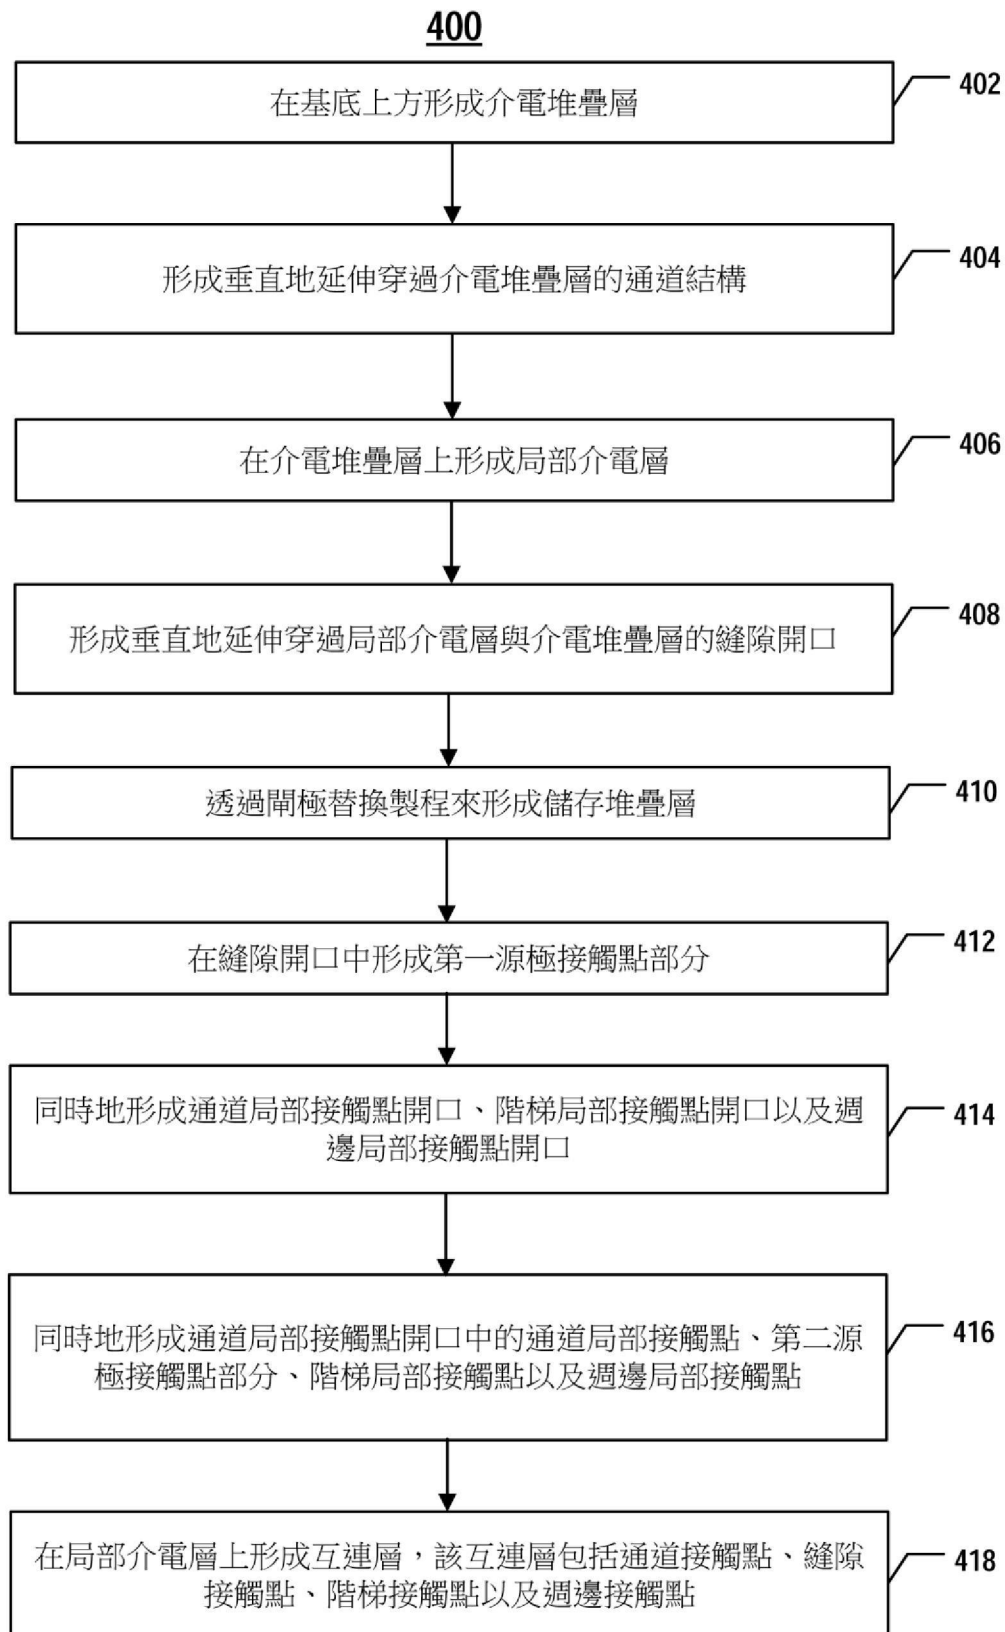 400
在基底上方形成介電堆疊層
402
形成垂直地延伸穿過介電堆疊層的通道結構
404
在介電堆疊層上形成局部介電層
406
形成垂直地延伸穿過局部介電層與介電堆疊層的縫隙開口
408
透過閘極替換製程來形成儲存堆疊層
410
在縫隙開口中形成第一源極接觸點部分
412
同時地形成通道局部接觸點開口、階梯局部接觸點開口以及週
邊局部接觸點開口
414
同時地形成通道局部接觸點開口中的通道局部接觸點、第二源
極接觸點部分、階梯局部接觸點以及週邊局部接觸點
416
在局部介電層上形成互連層，該互連層包括通道接觸點、縫隙
接觸點、階梯接觸點以及週邊接觸點
418